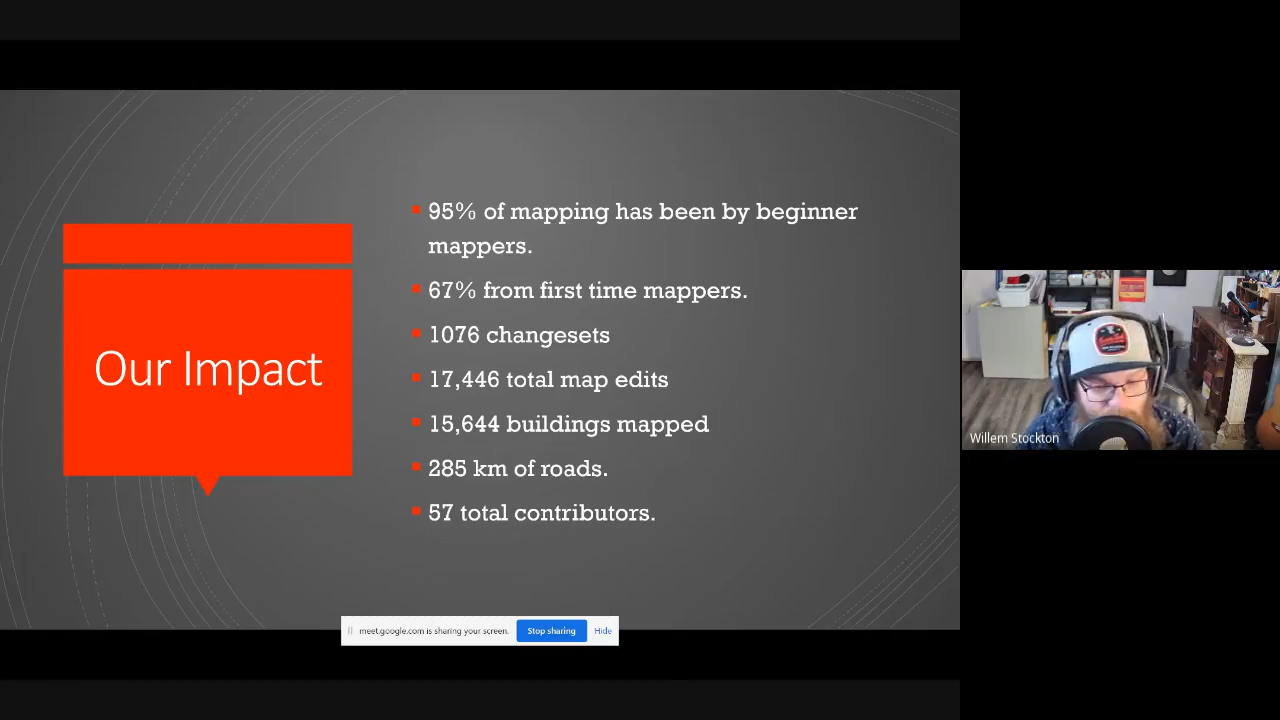 95% of mapping has been by beginner
mappers.
67% from first time mappers.
1076 changesets
Our Impact
17,446 total map edits
15,644 buildings mapped
285 km of roads.
57 total contributors.
Willem Stockton
meet.google.com is sharing your screen.
Stop sharing
Hide